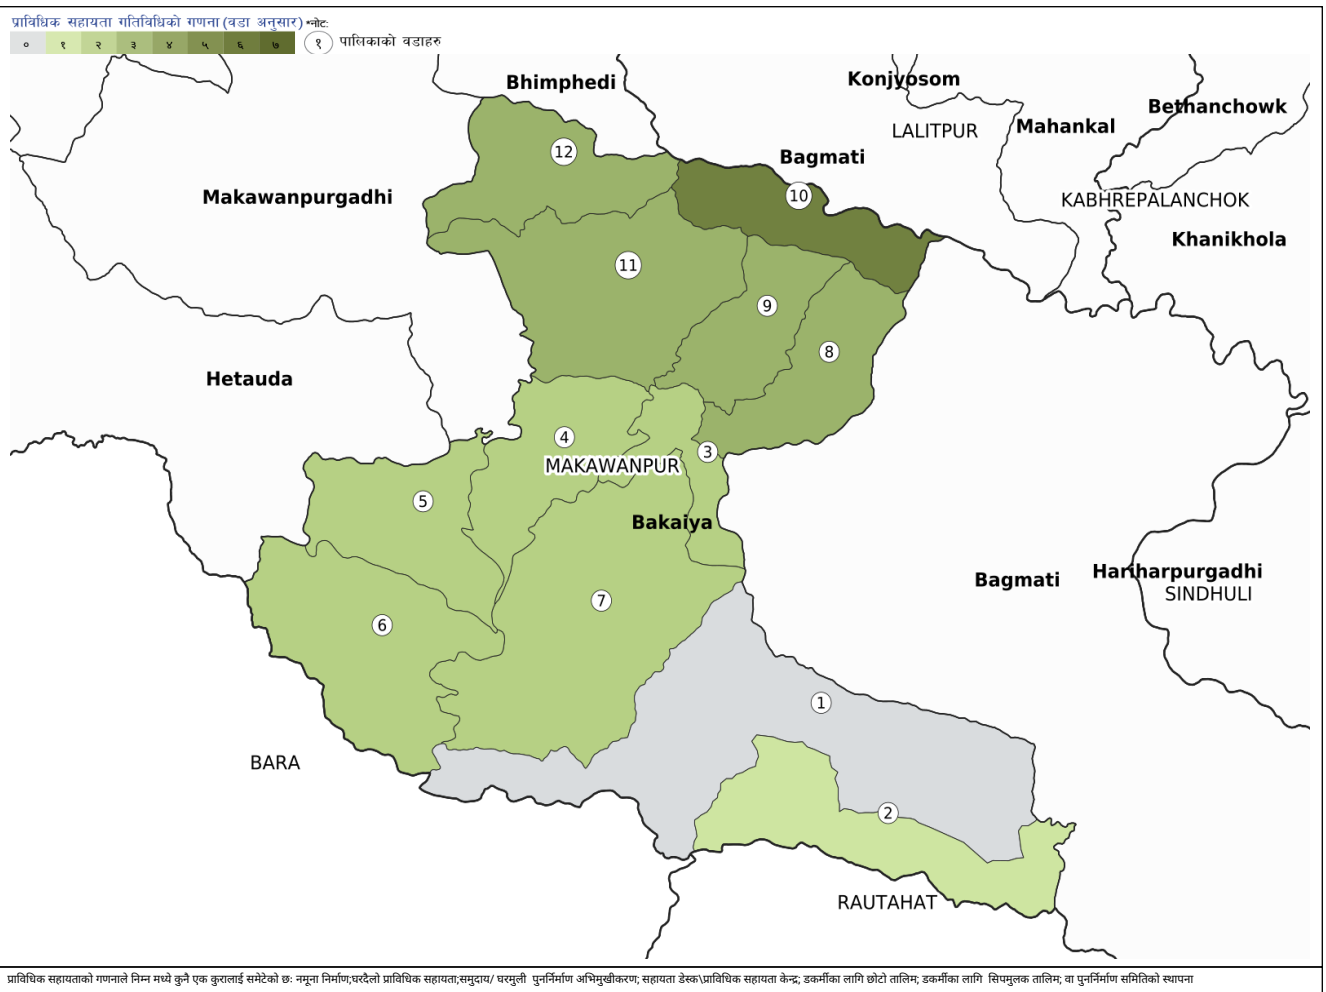 प्राविधिक सहायता गतिविधिको गणना (वडा अनुसार) *नोट:
० १ २ ३ ४ ५ ६ ७ १ पालिकाको वडाहरु
Bhimphedi
Konjyosom
Bethanchowk
LALITPUR
Mahankal
12
Bagmati
Makawanpurgadhi
10
KABHREPALANCHOK
Khanikhola
11
9
8
Hetauda
4
3
MAKAWANPUR
5
Bakaiya
Bagmati
Hariharpurgadhi
SINDHULI
7
6
1
BARA
2
RAUTAHAT
प्राविधिक सहायताको गणनाले निम्न मध्ये कुनै एक कुरालाई समेटेको छः नमूना निर्माण;घरदैलो प्राविधिक सहायता;समुदाय/ घरमुली पुनर्निर्माण अभिमुखीकरण; सहायता डेस्क\प्राविधिक सहायता केन्द्र; डकर्मीका लागि छोटो तालिम; डकर्मीका लागि सिपमुलक तालिम; वा पुनर्निर्माण समितिको स्थापना